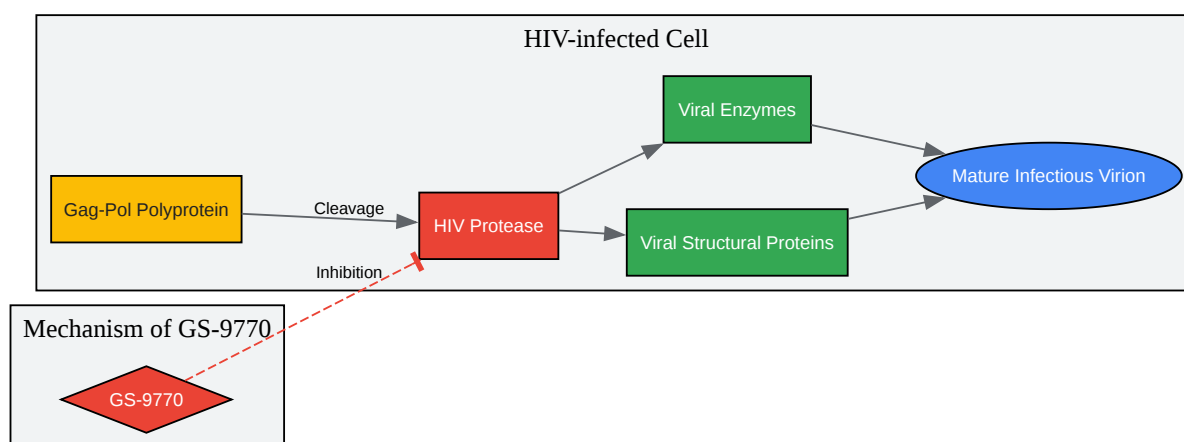 HIV-infected Cell
Viral Enzymes
Mature Infectious Virion
Gag-Pol Polyprotein
Cleavage
HIV Protease
Viral Structural Proteins
Inhibition
Mechanism of GS-9770
GS-9770